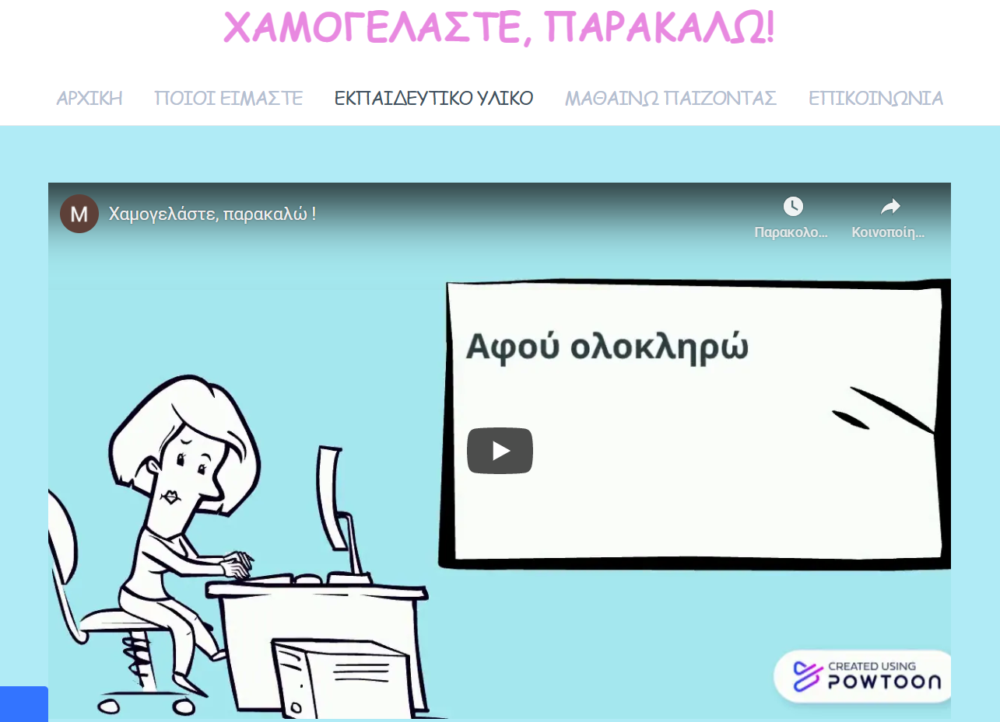 ΧΑΜΟΓΕΛΑΣΤΕ, ΠΑΡΑΚΑΛΩ!
ΑΡΧΙΚΗ ΠΟΙΟΙ ΕΙΜΑΣΤΕ ΕΚΠΑΙΔΕΥΤΙΚΟ ΥΛΙΚΟ ΜΑΘΑΙΝΩ ΠΑΙΖΟΝΤΑΣ ΕΠΙΚΟΙΝΩΝΙΑ
M Χαμογελάστε, παρακαλώ !
Παρακολο... Κοινοποίη...
Αφού ολοκληρώ
CREATED USING
POWTOON